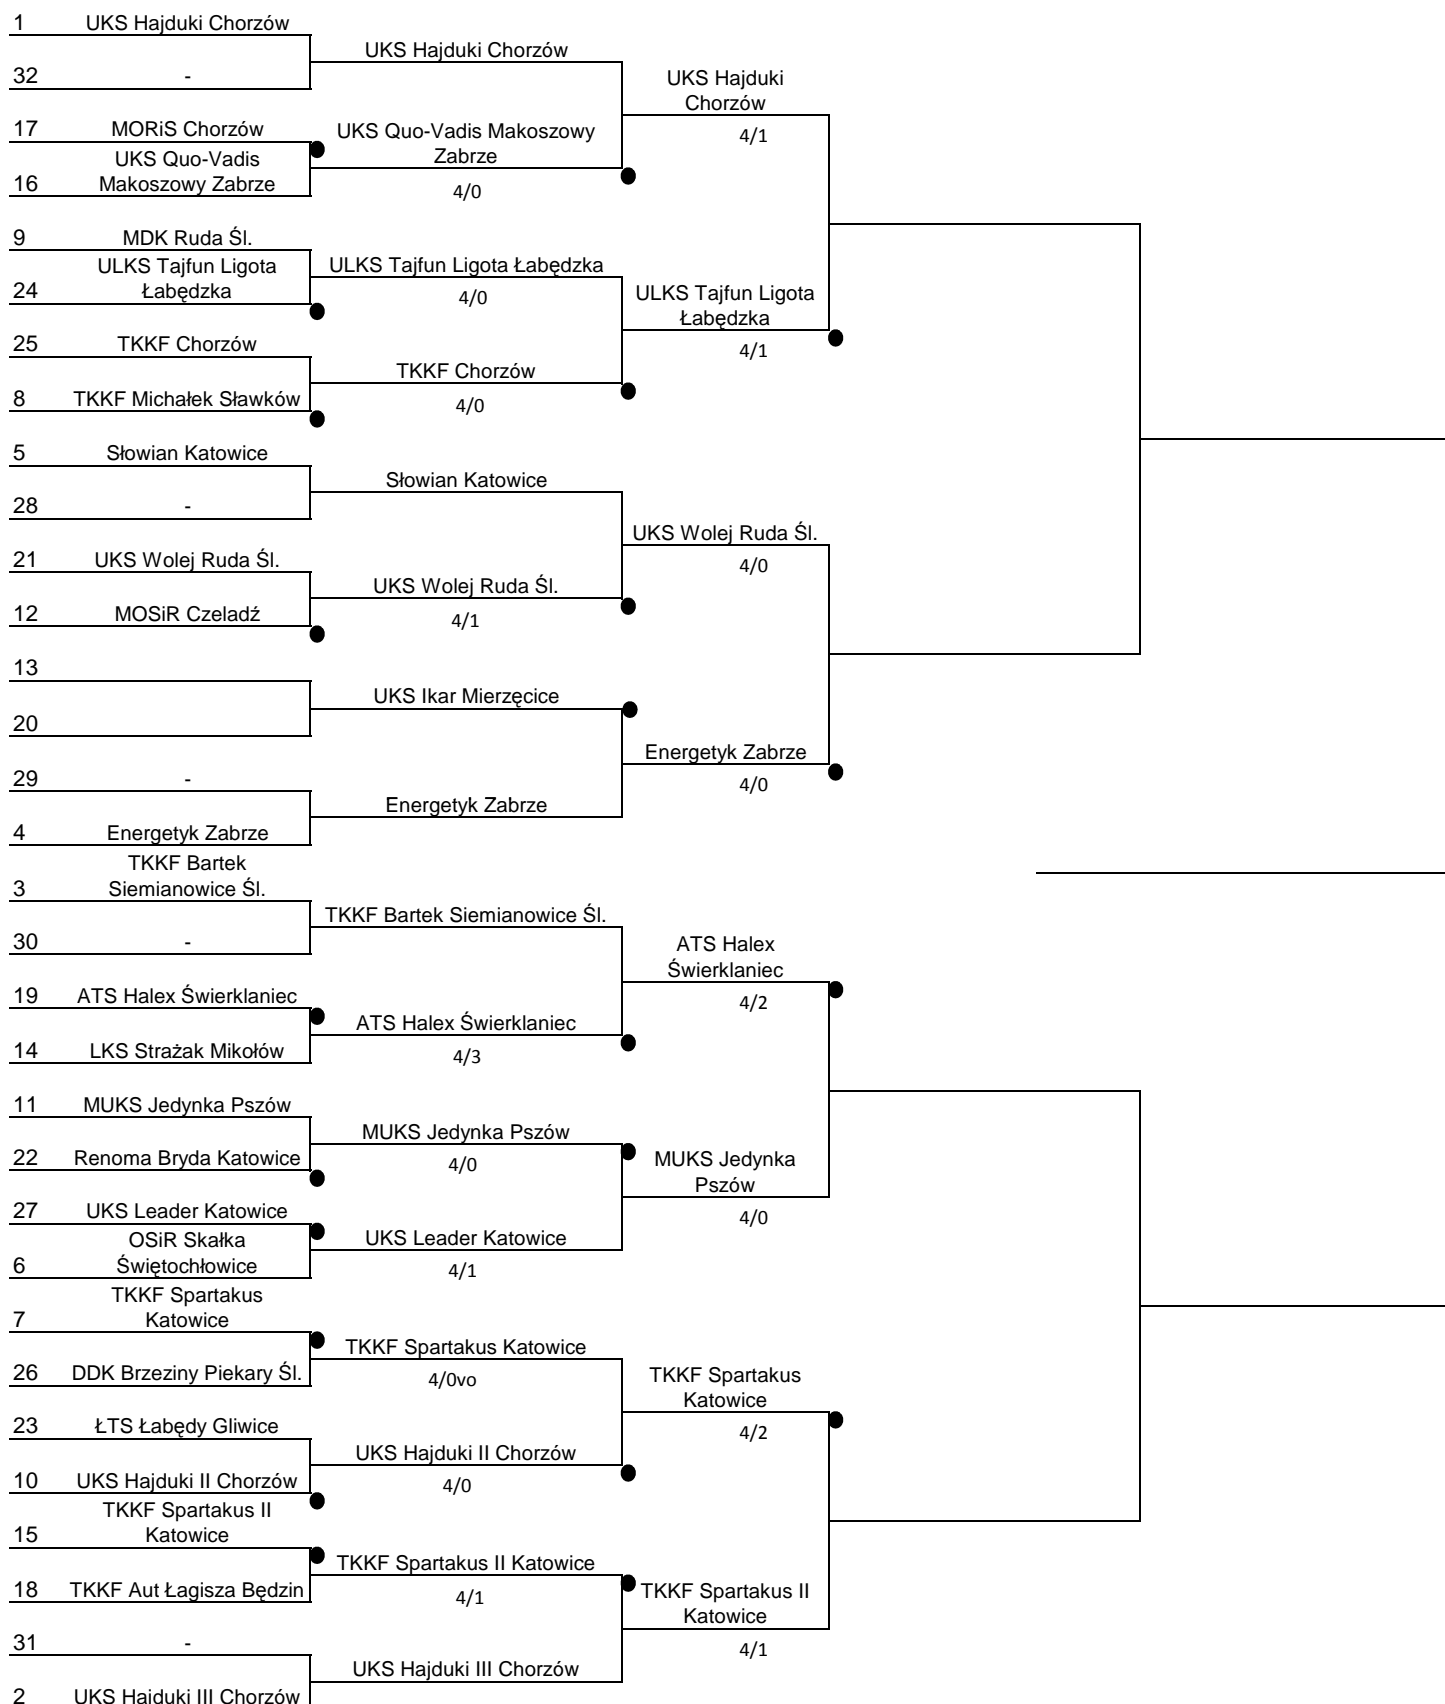 1 UKS Hajduki Chorzów
UKS Hajduki Chorzów
32 -
UKS Hajduki
Chorzów
4/1
17 MORiS Chorzów
UKS Quo-Vadis Makoszowy
Zabrze
4/0
UKS Quo-Vadis
16 Makoszowy Zabrze
9 MDK Ruda Śl.
ULKS Tajfun Ligota Łabędzka
4/0
ULKS Tajfun Ligota
24 Łabędzka
ULKS Tajfun Ligota
Łabędzka
4/1
25 TKKF Chorzów
TKKF Chorzów
4/0
8 TKKF Michałek Sławków
5 Słowian Katowice
Słowian Katowice
28 -
UKS Wolej Ruda Śl.
4/0
21 UKS Wolej Ruda Śl.
UKS Wolej Ruda Śl.
4/1
12 MOSiR Czeladź
13
UKS Ikar Mierzęcice
20
Energetyk Zabrze
4/0
29 -
Energetyk Zabrze
4 Energetyk Zabrze
TKKF Bartek
3 Siemianowice Śl.
TKKF Bartek Siemianowice Śl.
30 -
ATS Halex
Świerklaniec
4/2
19 ATS Halex Świerklaniec
ATS Halex Świerklaniec
4/3
14 LKS Strażak Mikołów
11 MUKS Jedynka Pszów
MUKS Jedynka Pszów
4/0
22 Renoma Bryda Katowice
MUKS Jedynka
Pszów
4/0
27 UKS Leader Katowice
UKS Leader Katowice
4/1
OSiR Skałka
6 Świętochłowice
TKKF Spartakus
7 Katowice
TKKF Spartakus Katowice
4/0vo
26 DDK Brzeziny Piekary Śl.
TKKF Spartakus
Katowice
4/2
23 ŁTS Łabędy Gliwice
UKS Hajduki II Chorzów
4/0
10 UKS Hajduki II Chorzów
TKKF Spartakus II
15 Katowice
TKKF Spartakus II Katowice
4/1
18 TKKF Aut Łagisza Będzin
TKKF Spartakus II
Katowice
4/1
31 -
UKS Hajduki III Chorzów
2 UKS Hajduki III Chorzów